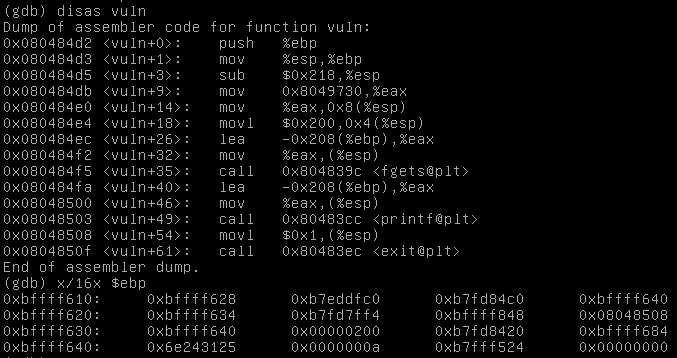 (gdb) disas vuln
Dump of assembler code for function vuln:
0x080484d2 <vuln+0>: push %ebp
0x080484d3 <vuln+1>: mov %esp,%ebp
0x080484d5 <vuln+3>: sub $0x218,%esp
0x080484db <vuln+9>: mov 0x8049730,%eax
0x080484e0 <vuln+14>: mov %eax,0x8(%esp)
0x080484e4 <vuln+18>: movl $0x200,0x4(%esp)
0x080484ec <vuln+26>: lea -0x208(%ebp),%eax
0x080484f2 <vuln+32>: mov %eax,(%esp)
0x080484f5 <vuln+35>: call 0x804839c <fgets@plt>
0x080484fa <vuln+40>: lea -0x208(%ebp),%eax
0x08048500 <vuln+46>: mov %eax,(%esp)
0x08048503 <vuln+49>: call 0x80483cc <printf@plt>
0x08048508 <vuln+54>: movl $0x1,(%esp)
0x0804850f <vuln+61>: call 0x80483ec <exit@plt>
End of assembler dump.
(gdb) x/16x $ebp
0xbffff610: 0xbffff628 0xb7eddfc0 0xb7fd84c0 0xbffff640
0xbffff620: 0xbffff634 0xb7fd7ff4 0xbffff848 0x08048508
0xbffff630: 0xbffff640 0x00000200 0xb7fd8420 0xbffff684
0xbffff640: 0x6e243125 0x0000000a 0xb7fff524 0x00000000